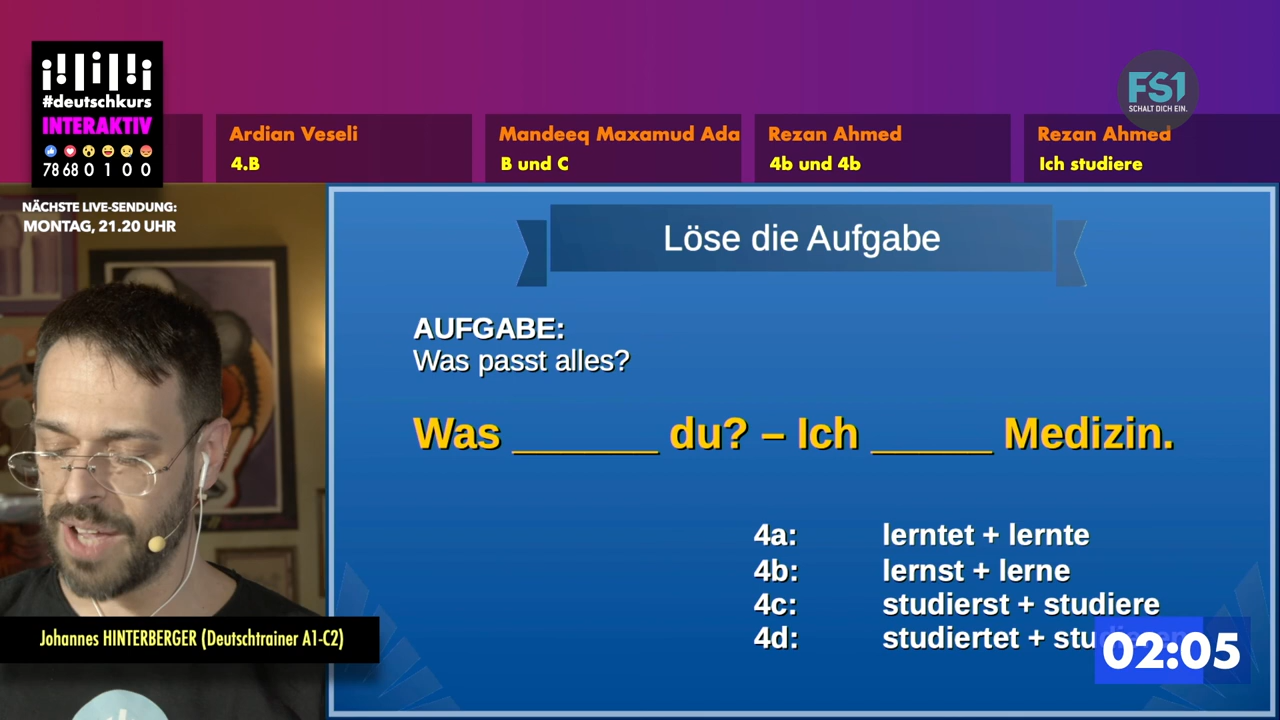 #deutschkurs
INTERAKTIV
78 68 0 1 0 0
NÄCHSTE LIVE-SENDUNG:
MONTAG, 21.20 UHR
Ardian Veseli
4.B
Mandeeq Maxamud Ada
B und C
Rezan Ahmed
4b und 4b
Rezan Ahmed
Ich studiere
FS1
SCHALT DICH EIN.
Löse die Aufgabe
AUFGABE:
Was passt alles?
Was ______ du? – Ich _____ Medizin.
4a: lerntet + lernte
4b: lernst + lerne
4c: studierst + studiere
4d: studiertet +
02:05
Johannes HINTERBERGER (Deutschtrainer A1-C2)